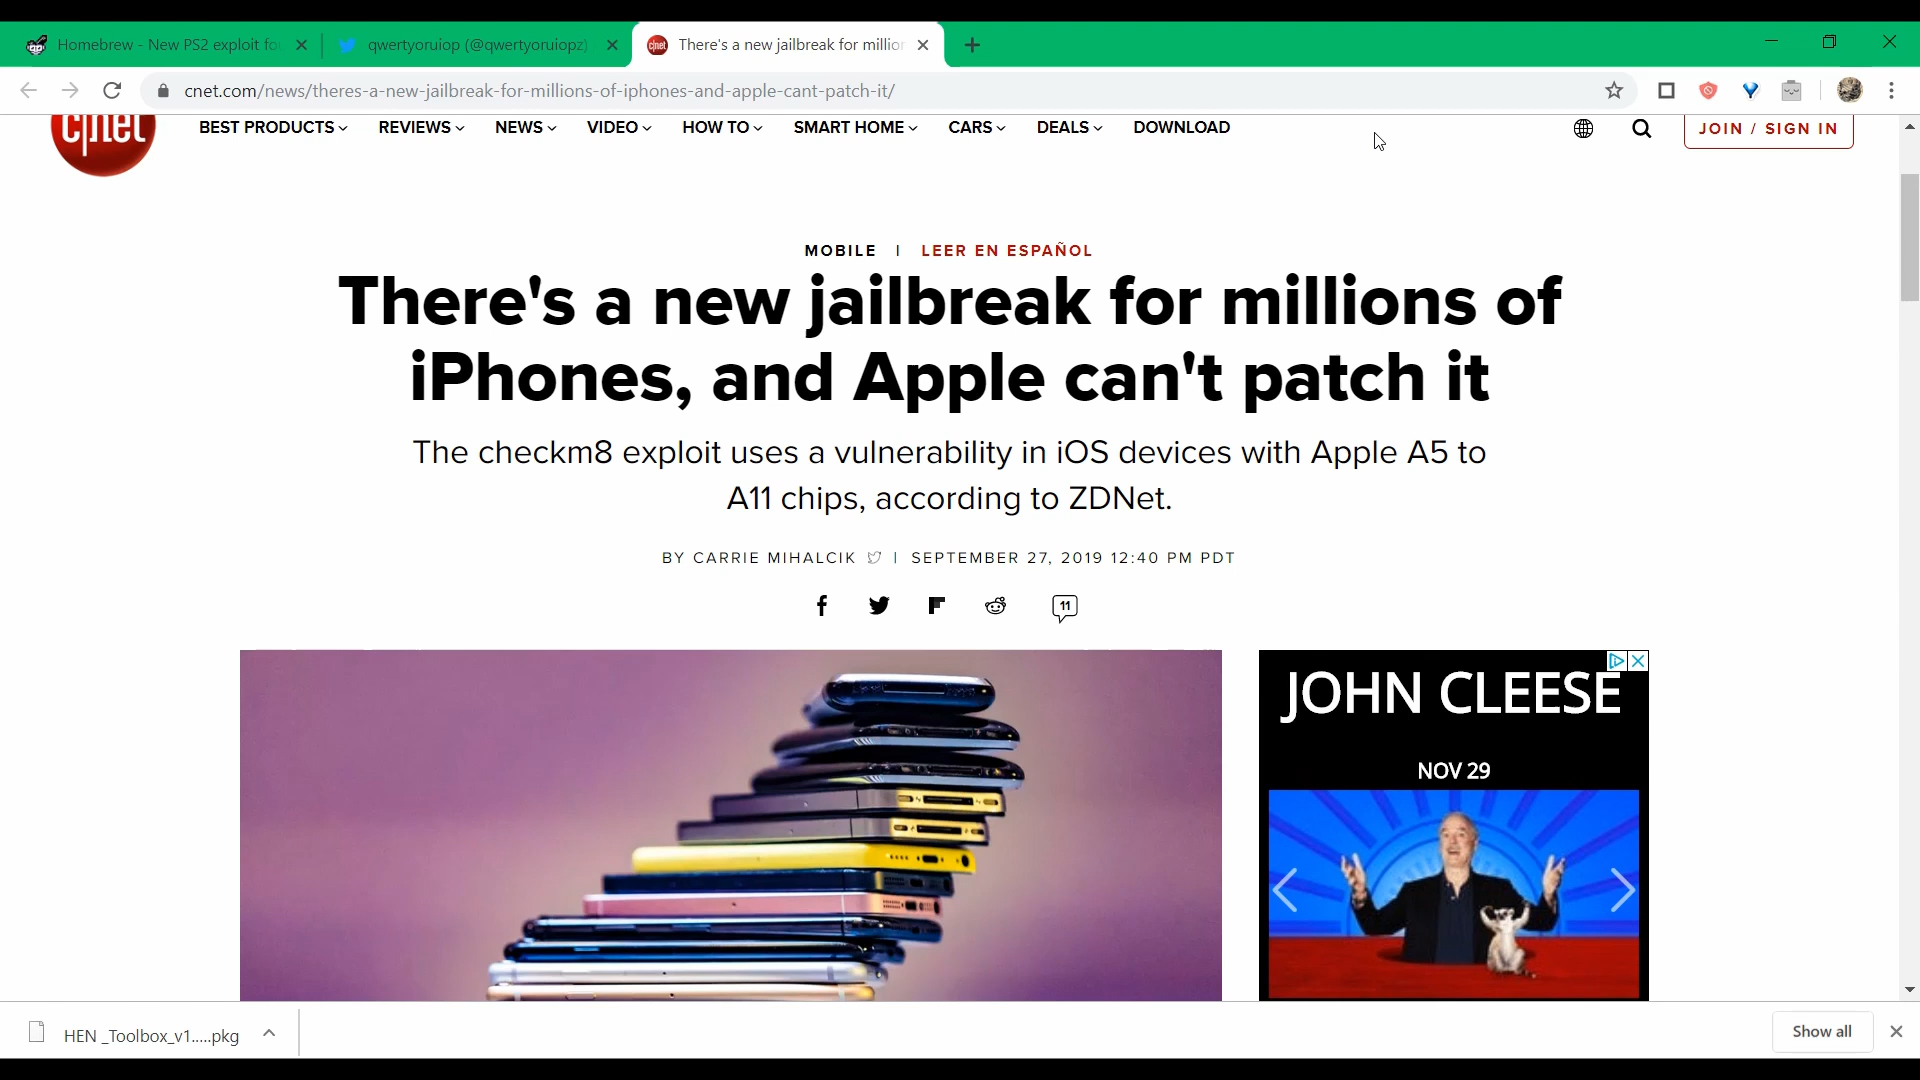 Homebrew - New PS2 exploit fo
qwertyoruiop (@qwertyoruiopz)
There's a new jailbreak for millio
cnet.com/news/theres-a-new-jailbreak-for-millions-of-iphones-and-apple-cant-patch-it/
c|net
BEST PRODUCTS REVIEWS NEWS VIDEO HOW TO SMART HOME CARS DEALS DOWNLOAD
JOIN / SIGN IN
MOBILE | LEER EN ESPAÑOL
There's a new jailbreak for millions of
iPhones, and Apple can't patch it
The checkm8 exploit uses a vulnerability in iOS devices with Apple A5 to
A11 chips, according to ZDNet.
BY CARRIE MIHALCIK | SEPTEMBER 27, 2019 12:40 PM PDT
11
JOHN CLEESE
NOV 29
HEN _Toolbox_v1.....pkg
Show all